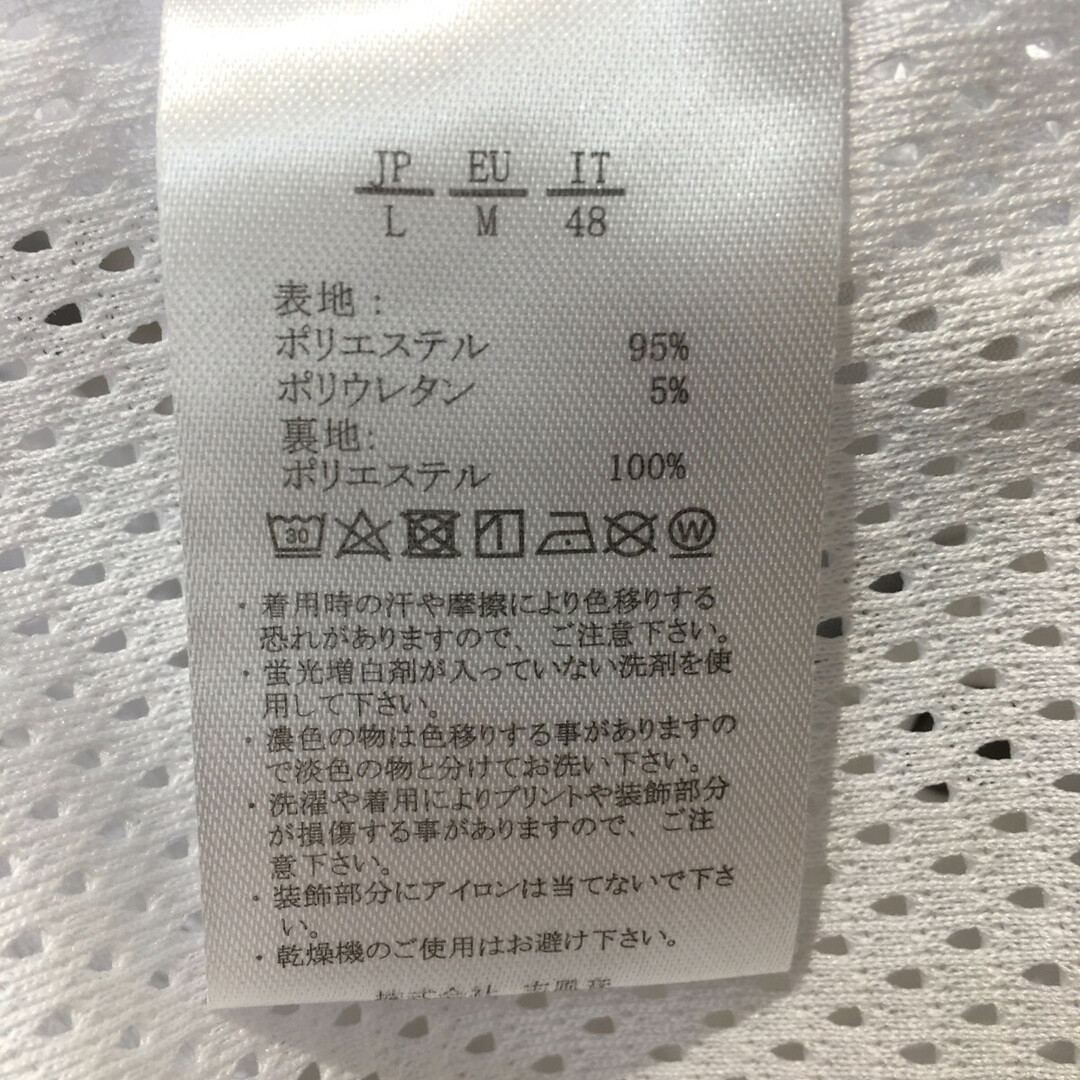 JP EU IT
L M 48
表地：
ポリエステル 95%
ポリウレタン 5%
裏地：
ポリエステル 100%
30 W
・着用時の汗や摩擦により色移りする
恐れがありますので、ご注意下さい。
・蛍光増白剤が入っていない洗剤を使
用して下さい。
・濃色の物は色移りする事がありますの
で淡色の物と分けてお洗い下さい。
・洗濯や着用によりプリントや装飾部分
が損傷する事がありますので、ご注
意下さい。
・装飾部分にアイロンは当てないで下さ
い。
・乾燥機のご使用はお避け下さい。
株式会社